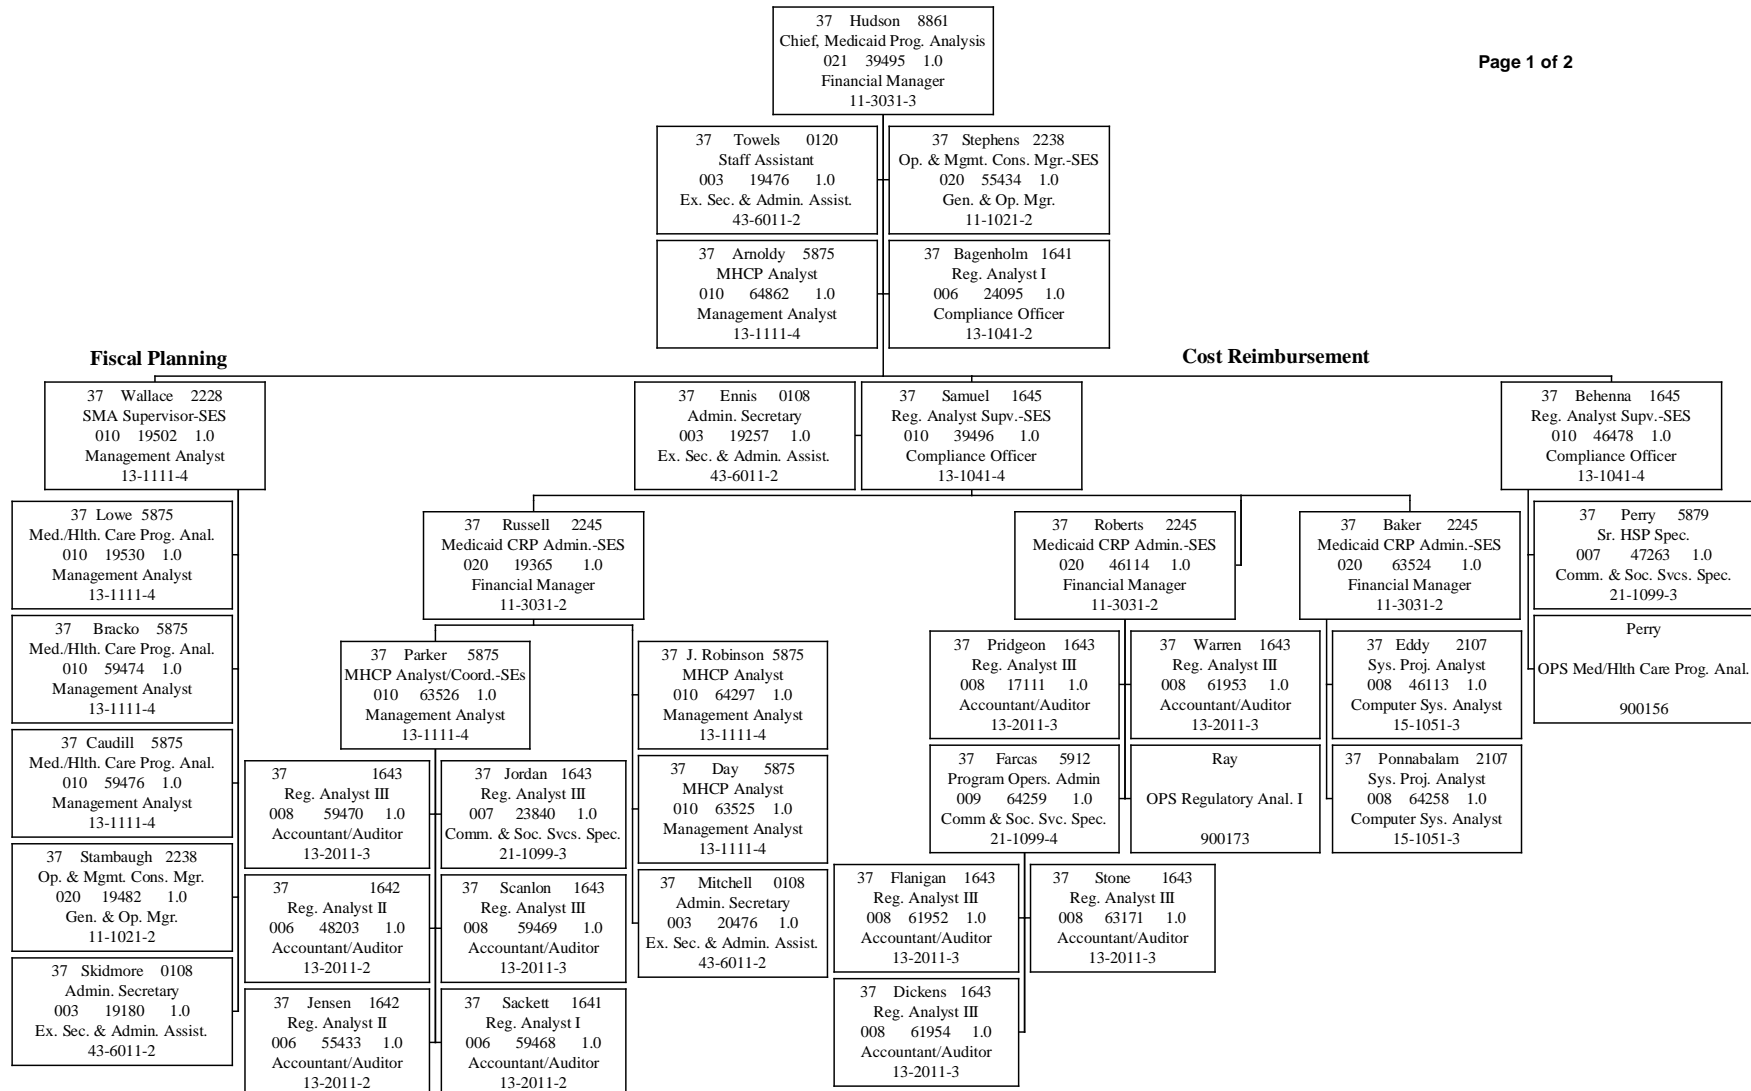 37 Hudson 8861
Chief, Medicaid Prog. Analysis
021 39495 1.0
Financial Manager
11-3031-3
Page 1 of 2
37 Towels 0120
Staff Assistant
003 19476 1.0
Ex. Sec. & Admin. Assist.
43-6011-2
37 Stephens 2238
Op. & Mgmt. Cons. Mgr.-SES
020 55434 1.0
Gen. & Op. Mgr.
11-1021-2
37 Arnoldy 5875
MHCP Analyst
010 64862 1.0
Management Analyst
13-1111-4
37 Bagenholm 1641
Reg. Analyst I
006 24095 1.0
Compliance Officer
13-1041-2
Fiscal Planning
Cost Reimbursement
37 Wallace 2228
SMA Supervisor-SES
010 19502 1.0
Management Analyst
13-1111-4
37 Ennis 0108
Admin. Secretary
003 19257 1.0
Ex. Sec. & Admin. Assist.
43-6011-2
37 Samuel 1645
Reg. Analyst Supv.-SES
010 39496 1.0
Compliance Officer
13-1041-4
37 Behenna 1645
Reg. Analyst Supv.-SES
010 46478 1.0
Compliance Officer
13-1041-4
37 Lowe 5875
Med./Hlth. Care Prog. Anal.
010 19530 1.0
Management Analyst
13-1111-4
37 Bracko 5875
Med./Hlth. Care Prog. Anal.
010 59474 1.0
Management Analyst
13-1111-4
37 Caudill 5875
Med./Hlth. Care Prog. Anal.
010 59476 1.0
Management Analyst
13-1111-4
37 Stambaugh 2238
Op. & Mgmt. Cons. Mgr.
020 19482 1.0
Gen. & Op. Mgr.
11-1021-2
37 Skidmore 0108
Admin. Secretary
003 19180 1.0
Ex. Sec. & Admin. Assist.
43-6011-2
37 Russell 2245
Medicaid CRP Admin.-SES
020 19365 1.0
Financial Manager
11-3031-2
37 Roberts 2245
Medicaid CRP Admin.-SES
020 46114 1.0
Financial Manager
11-3031-2
37 Baker 2245
Medicaid CRP Admin.-SES
020 63524 1.0
Financial Manager
11-3031-2
37 Perry 5879
Sr. HSP Spec.
007 47263 1.0
Comm. & Soc. Svcs. Spec.
21-1099-3
Perry
OPS Med/Hlth Care Prog. Anal.
900156
37 Parker 5875
MHCP Analyst/Coord.-SEs
010 63526 1.0
Management Analyst
13-1111-4
37 J. Robinson 5875
MHCP Analyst
010 64297 1.0
Management Analyst
13-1111-4
37 Day 5875
MHCP Analyst
010 63525 1.0
Management Analyst
13-1111-4
37 Mitchell 0108
Admin. Secretary
003 20476 1.0
Ex. Sec. & Admin. Assist.
43-6011-2
37 1643
Reg. Analyst III
008 59470 1.0
Accountant/Auditor
13-2011-3
37 Jordan 1643
Reg. Analyst III
007 23840 1.0
Comm. & Soc. Svcs. Spec.
21-1099-3
37 1642
Reg. Analyst II
006 48203 1.0
Accountant/Auditor
13-2011-2
37 Scanlon 1643
Reg. Analyst III
008 59469 1.0
Accountant/Auditor
13-2011-3
37 Jensen 1642
Reg. Analyst II
006 55433 1.0
Accountant/Auditor
13-2011-2
37 Sackett 1641
Reg. Analyst I
006 59468 1.0
Accountant/Auditor
13-2011-2
37 Pridgeon 1643
Reg. Analyst III
008 17111 1.0
Accountant/Auditor
13-2011-3
37 Warren 1643
Reg. Analyst III
008 61953 1.0
Accountant/Auditor
13-2011-3
37 Farcas 5912
Program Opers. Admin
009 64259 1.0
Comm & Soc. Svc. Spec.
21-1099-4
Ray
OPS Regulatory Anal. I
900173
37 Flanigan 1643
Reg. Analyst III
008 61952 1.0
Accountant/Auditor
13-2011-3
37 Stone 1643
Reg. Analyst III
008 63171 1.0
Accountant/Auditor
13-2011-3
37 Dickens 1643
Reg. Analyst III
008 61954 1.0
Accountant/Auditor
13-2011-3
37 Eddy 2107
Sys. Proj. Analyst
008 46113 1.0
Computer Sys. Analyst
15-1051-3
37 Ponnabalam 2107
Sys. Proj. Analyst
008 64258 1.0
Computer Sys. Analyst
15-1051-3